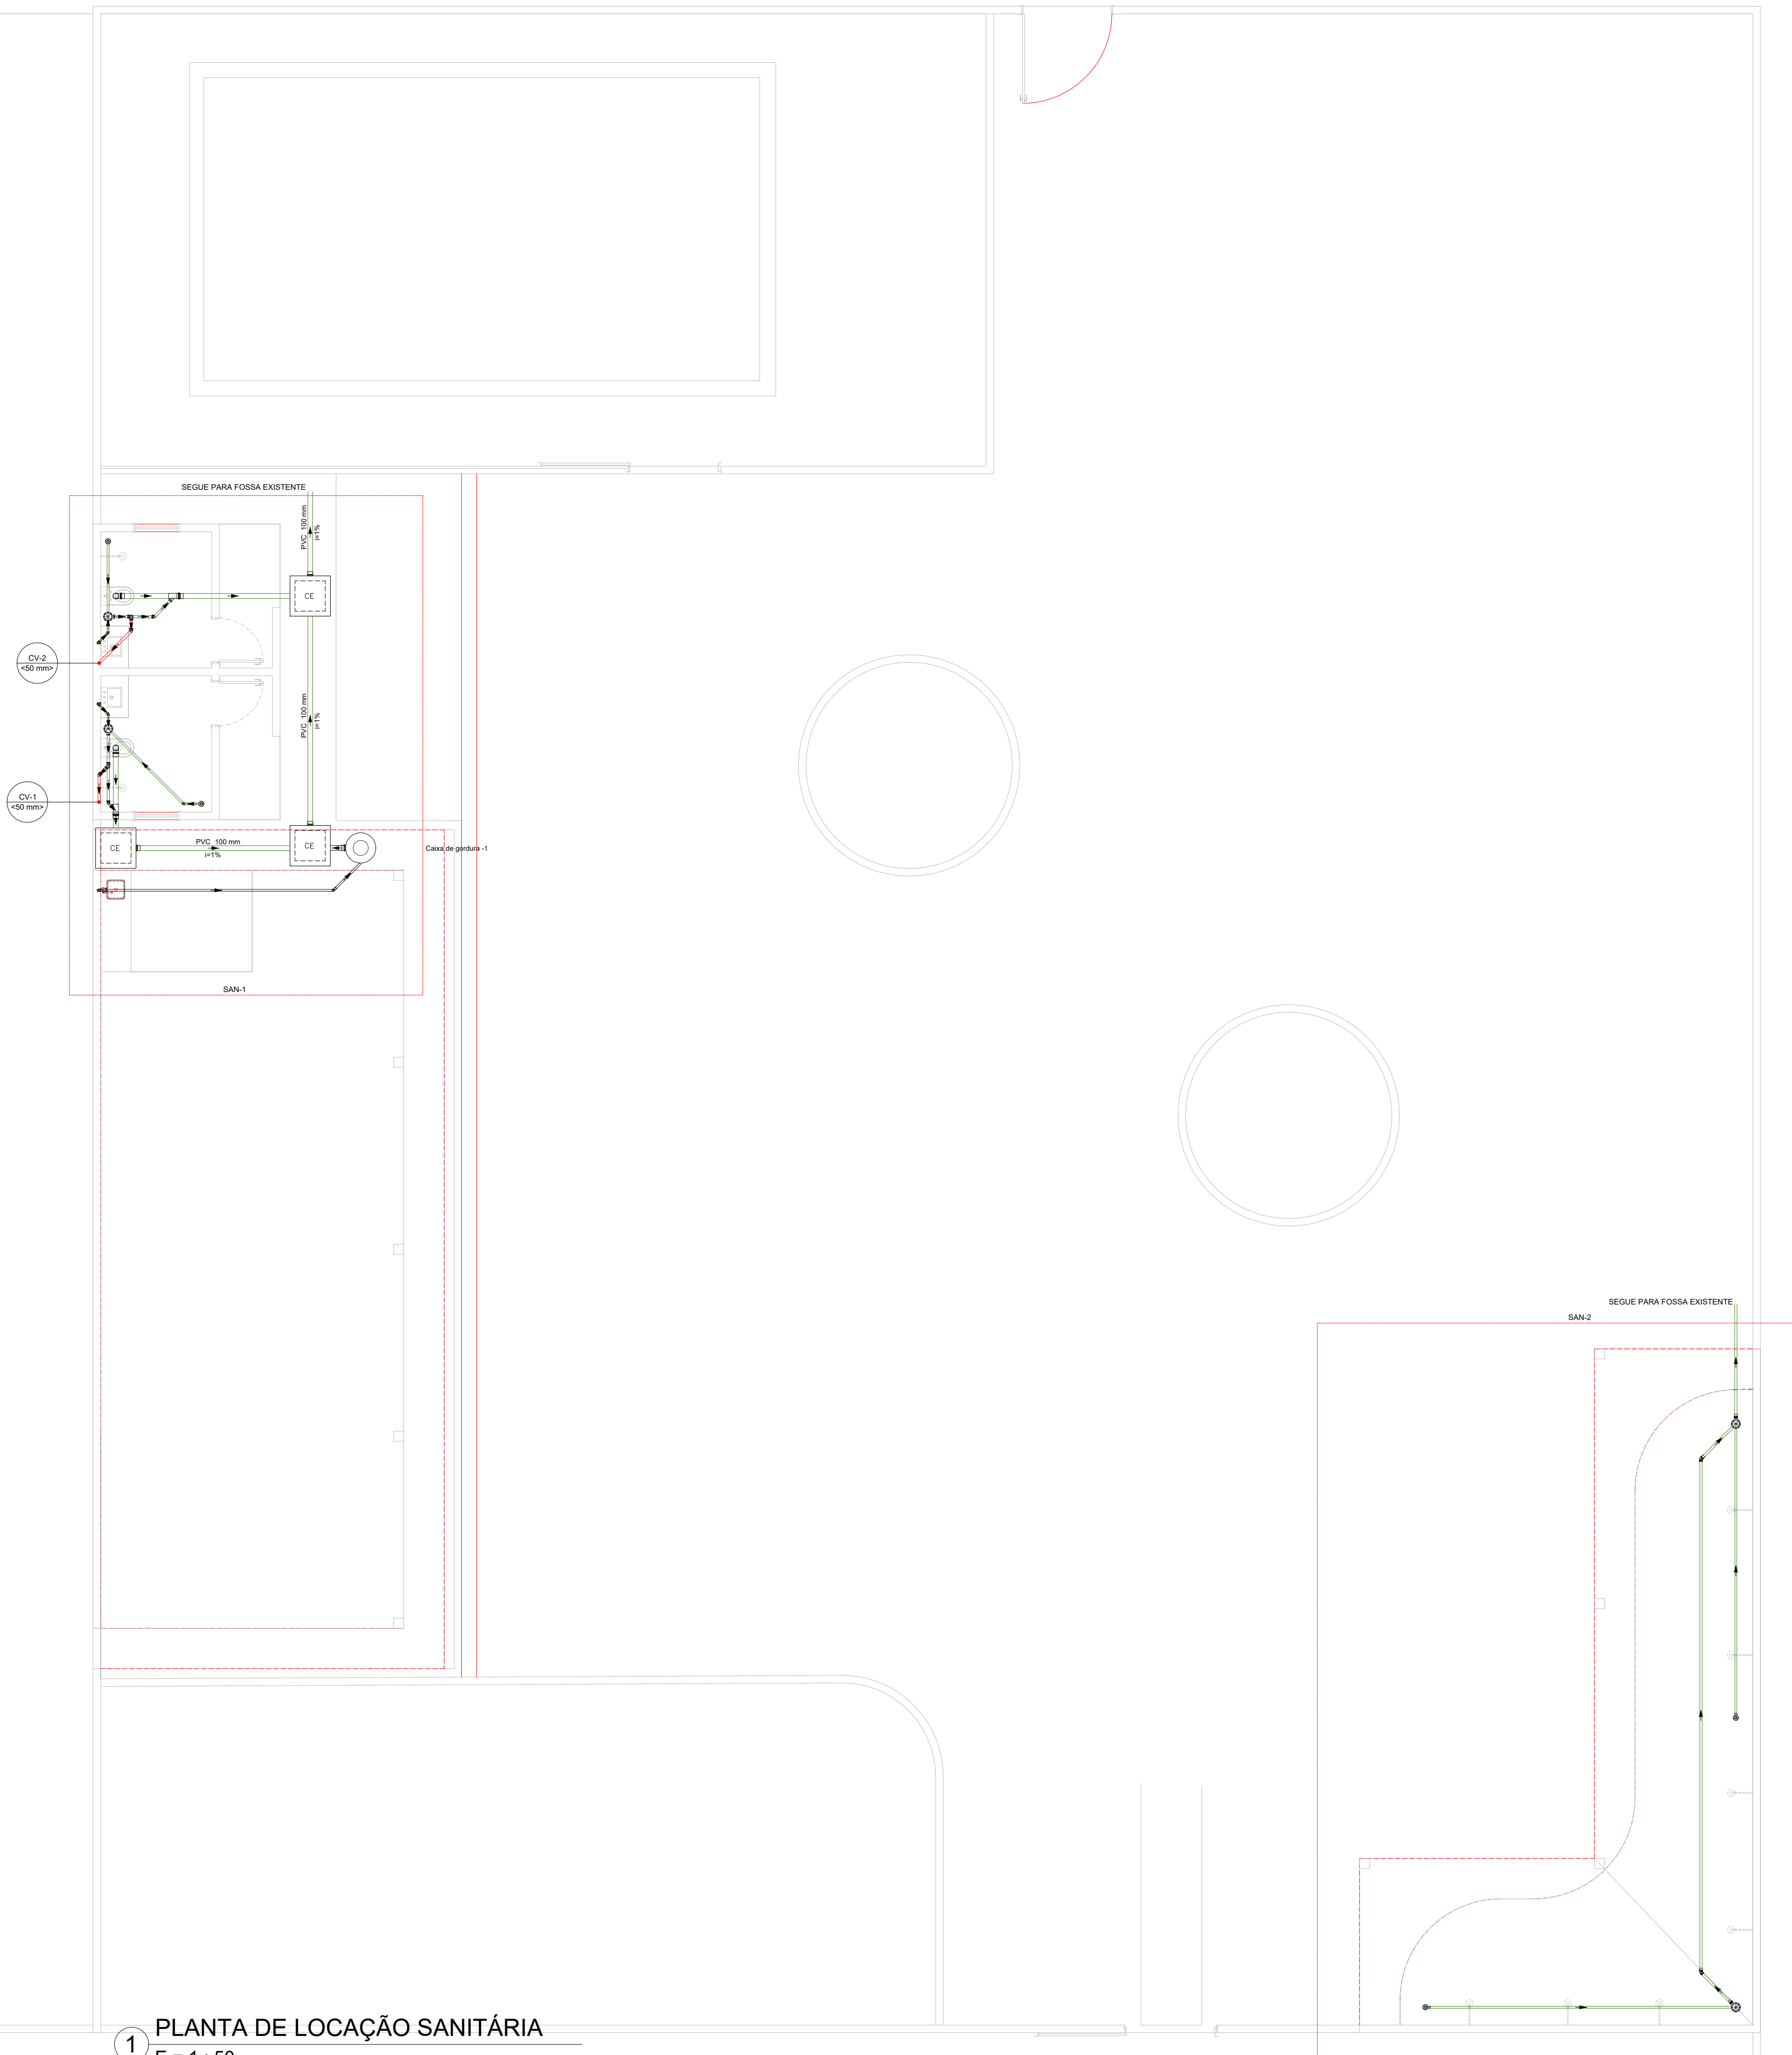 SEGUE PARA FOSSA EXISTENTE
PVC 100 mm
i=1%
CE
CV-2
<50 mm>
PVC 100 mm
i=1%
CV-1
<50 mm>
CE
PVC 100 mm
i=1%
CE
Caixa de gordura -1
SAN-1
SEGUE PARA FOSSA EXISTENTE
SAN-2
1
PLANTA DE LOCAÇÃO SANITÁRIA
E = 1 : 50